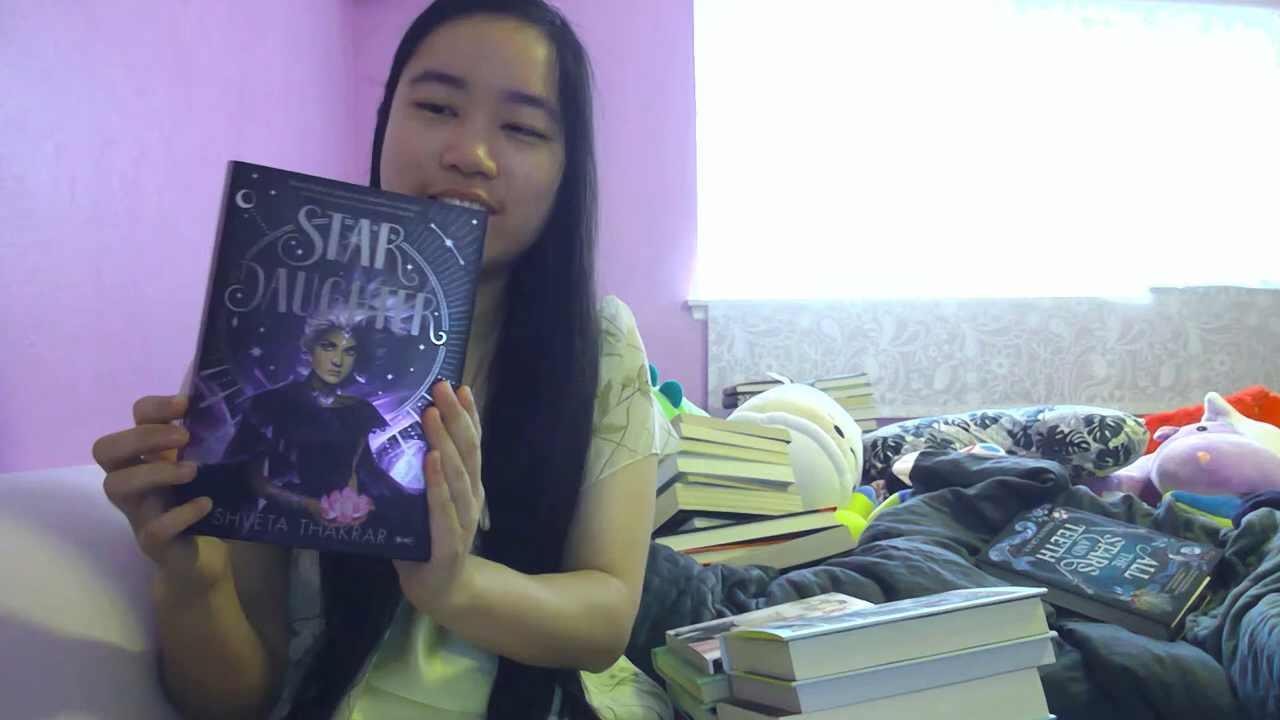 STAR
DAUGHTER
SHVETA THAKRAR
ALL
THE
STARS
AND
TEETH